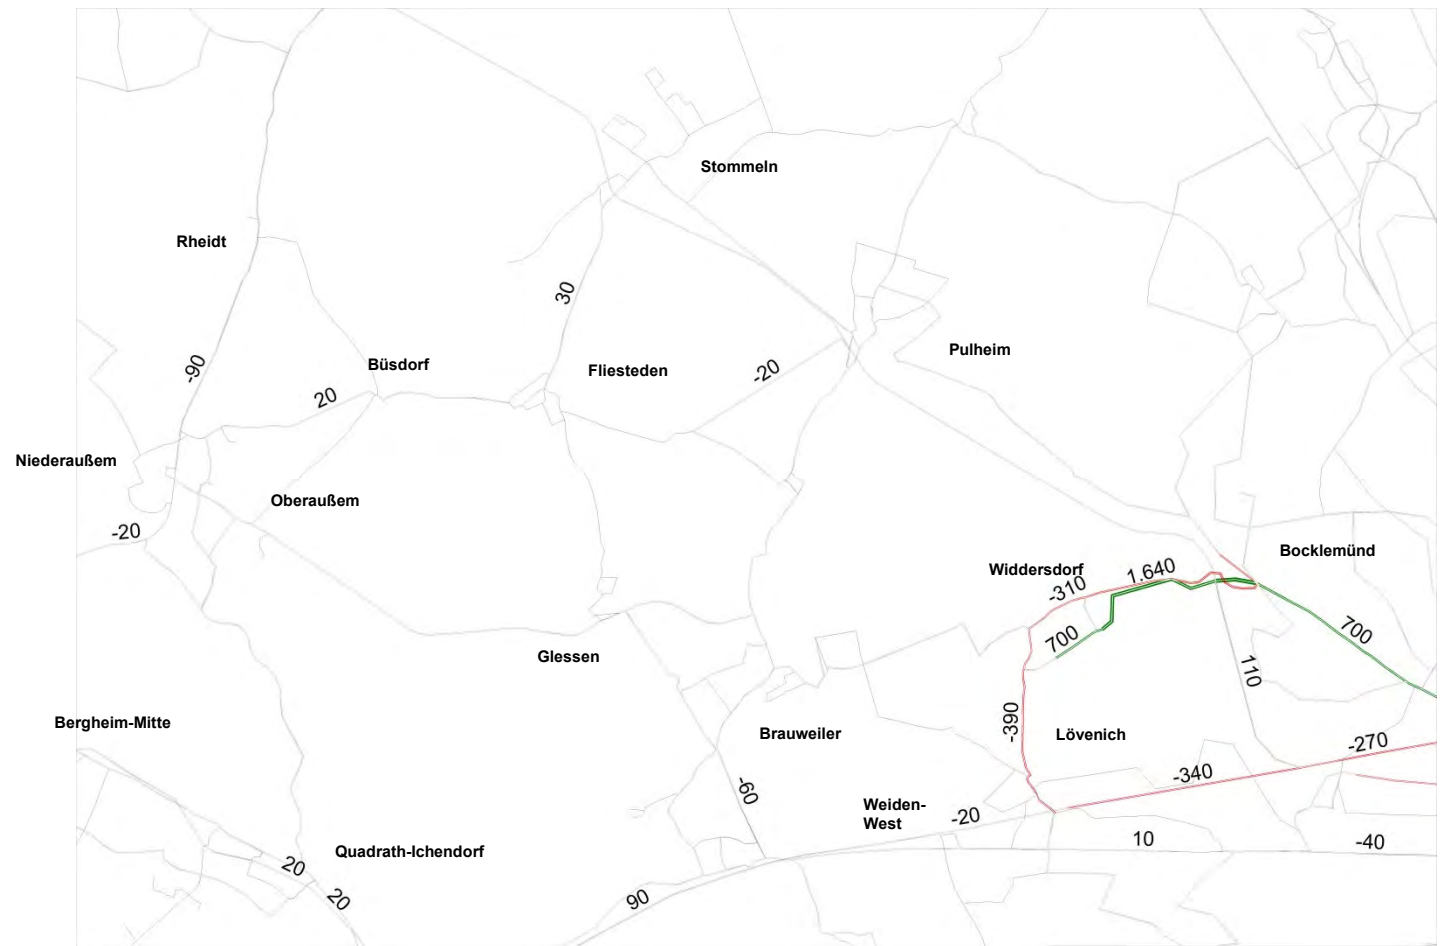 Stommeln
Rheidt
30
Pulheim
Büsdorf
Fliesteden
-90
-20
20
Niederaußem
Oberaußem
-20
Bocklemünd
Widdersdorf
1.640
-310
700
700
Glessen
110
Bergheim-Mitte
-390
Brauweiler
Lövenich
-270
-340
-60
Weiden-
West
-20
10
-40
Quadrath-Ichendorf
20
20
90